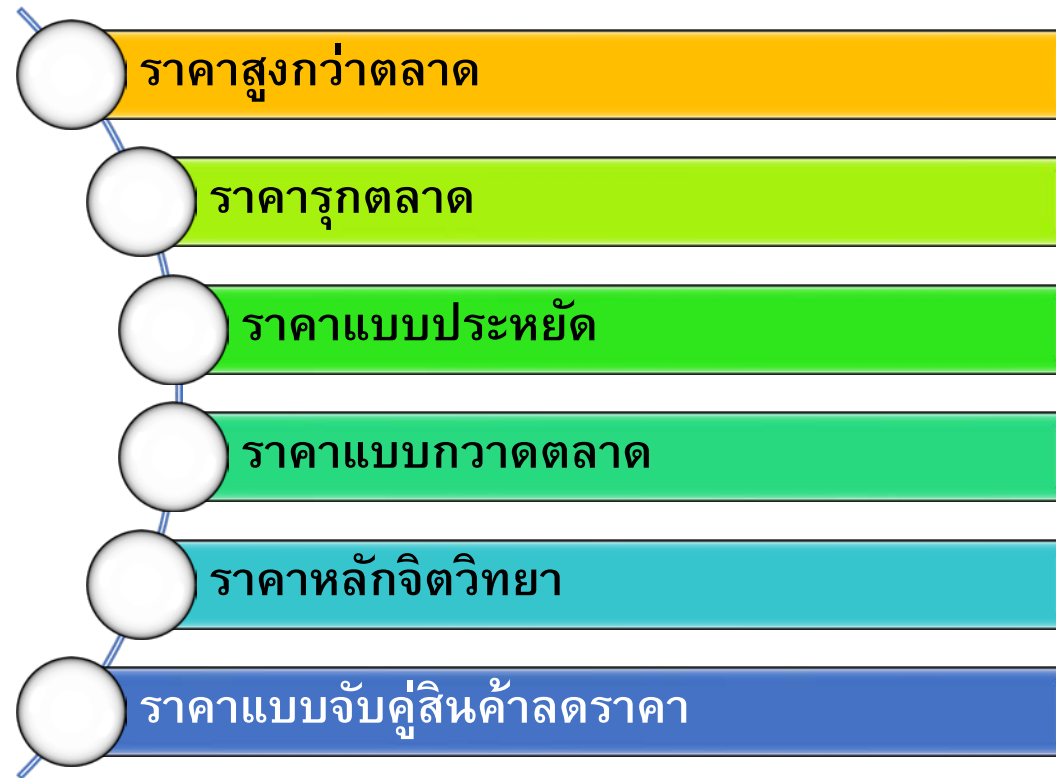 ราคาสูงกว่าตลาด
ราคารุกตลาด
ราคาแบบประหยัด
ราคาแบบกวาดตลาด
ราคาหลักจิตวิทยา
ราคาแบบจับคู่สินค้าลดราคา